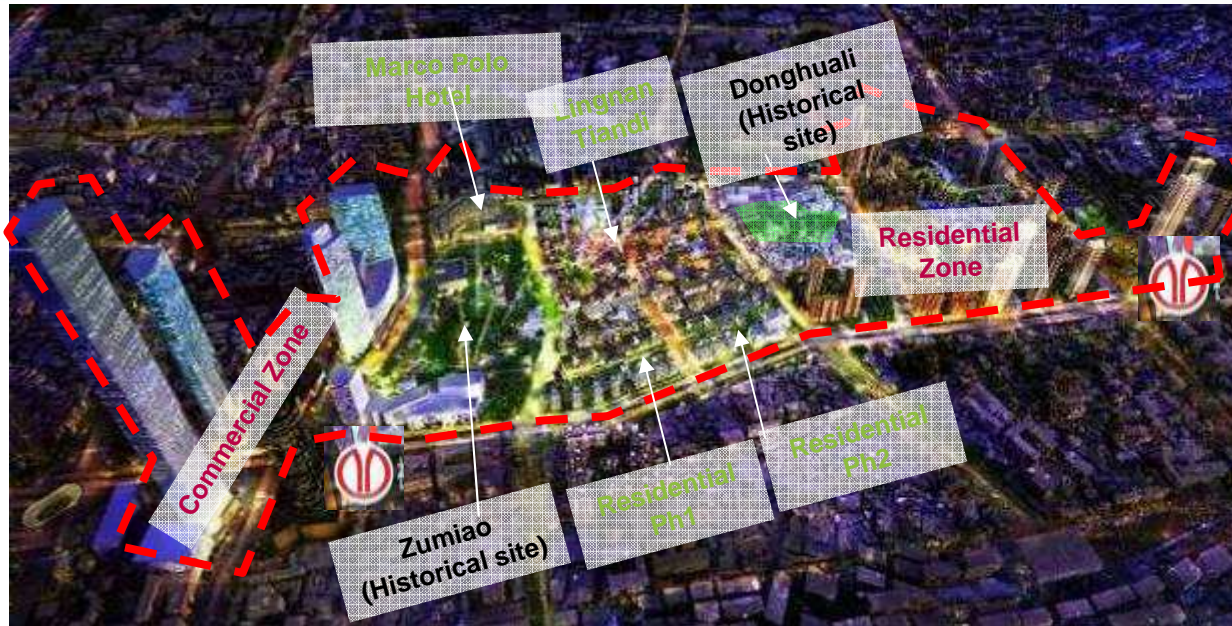 Marco Polo
Hotel
Lingnan
Tiandi
Donghuali
(Historical
site)
Residential
Zone
Commercial Zone
Zumiao
(Historical site)
Residential
Ph1
Residential
Ph2